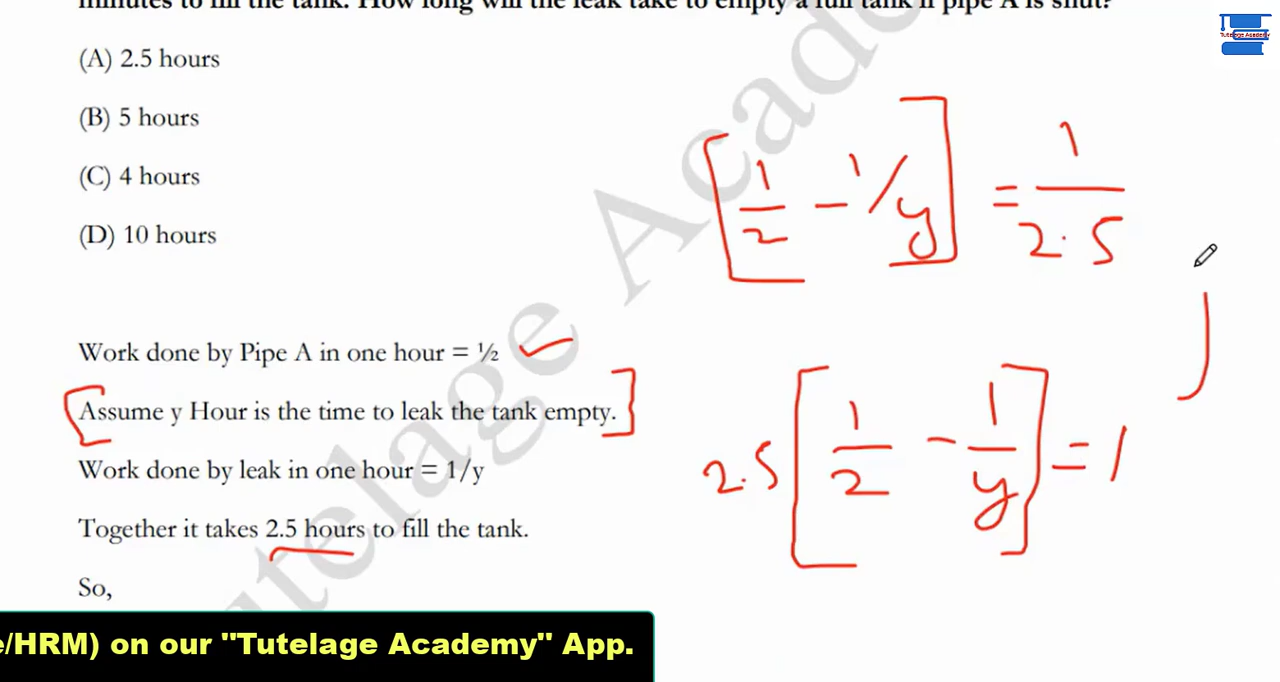 minutes to fill the tank. How long will the leak take to empty a full tank if pipe A is shut?
Tutelage Academy
(A) 2.5 hours
(B) 5 hours
(C) 4 hours
(D) 10 hours
[1/2 - 1/y] = 1/2.5
Work done by Pipe A in one hour = ½
[Assume y Hour is the time to leak the tank empty.]
Work done by leak in one hour = 1/y
2.5 [1/2 - 1/y] = 1
Together it takes 2.5 hours to fill the tank.
So,
Tutelage Acade
e/HRM) on our "Tutelage Academy" App.